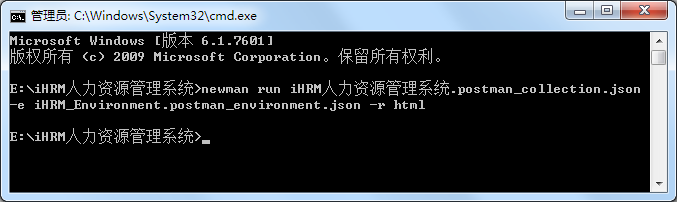 管理员: C:\Windows\System32\cmd.exe
Microsoft Windows [版本 6.1.7601]
版权所有 (c) 2009 Microsoft Corporation。保留所有权利。
E:\iHRM人力资源管理系统>newman run iHRM人力资源管理系统.postman_collection.json
-e iHRM_Environment.postman_environment.json -r html
E:\iHRM人力资源管理系统>_